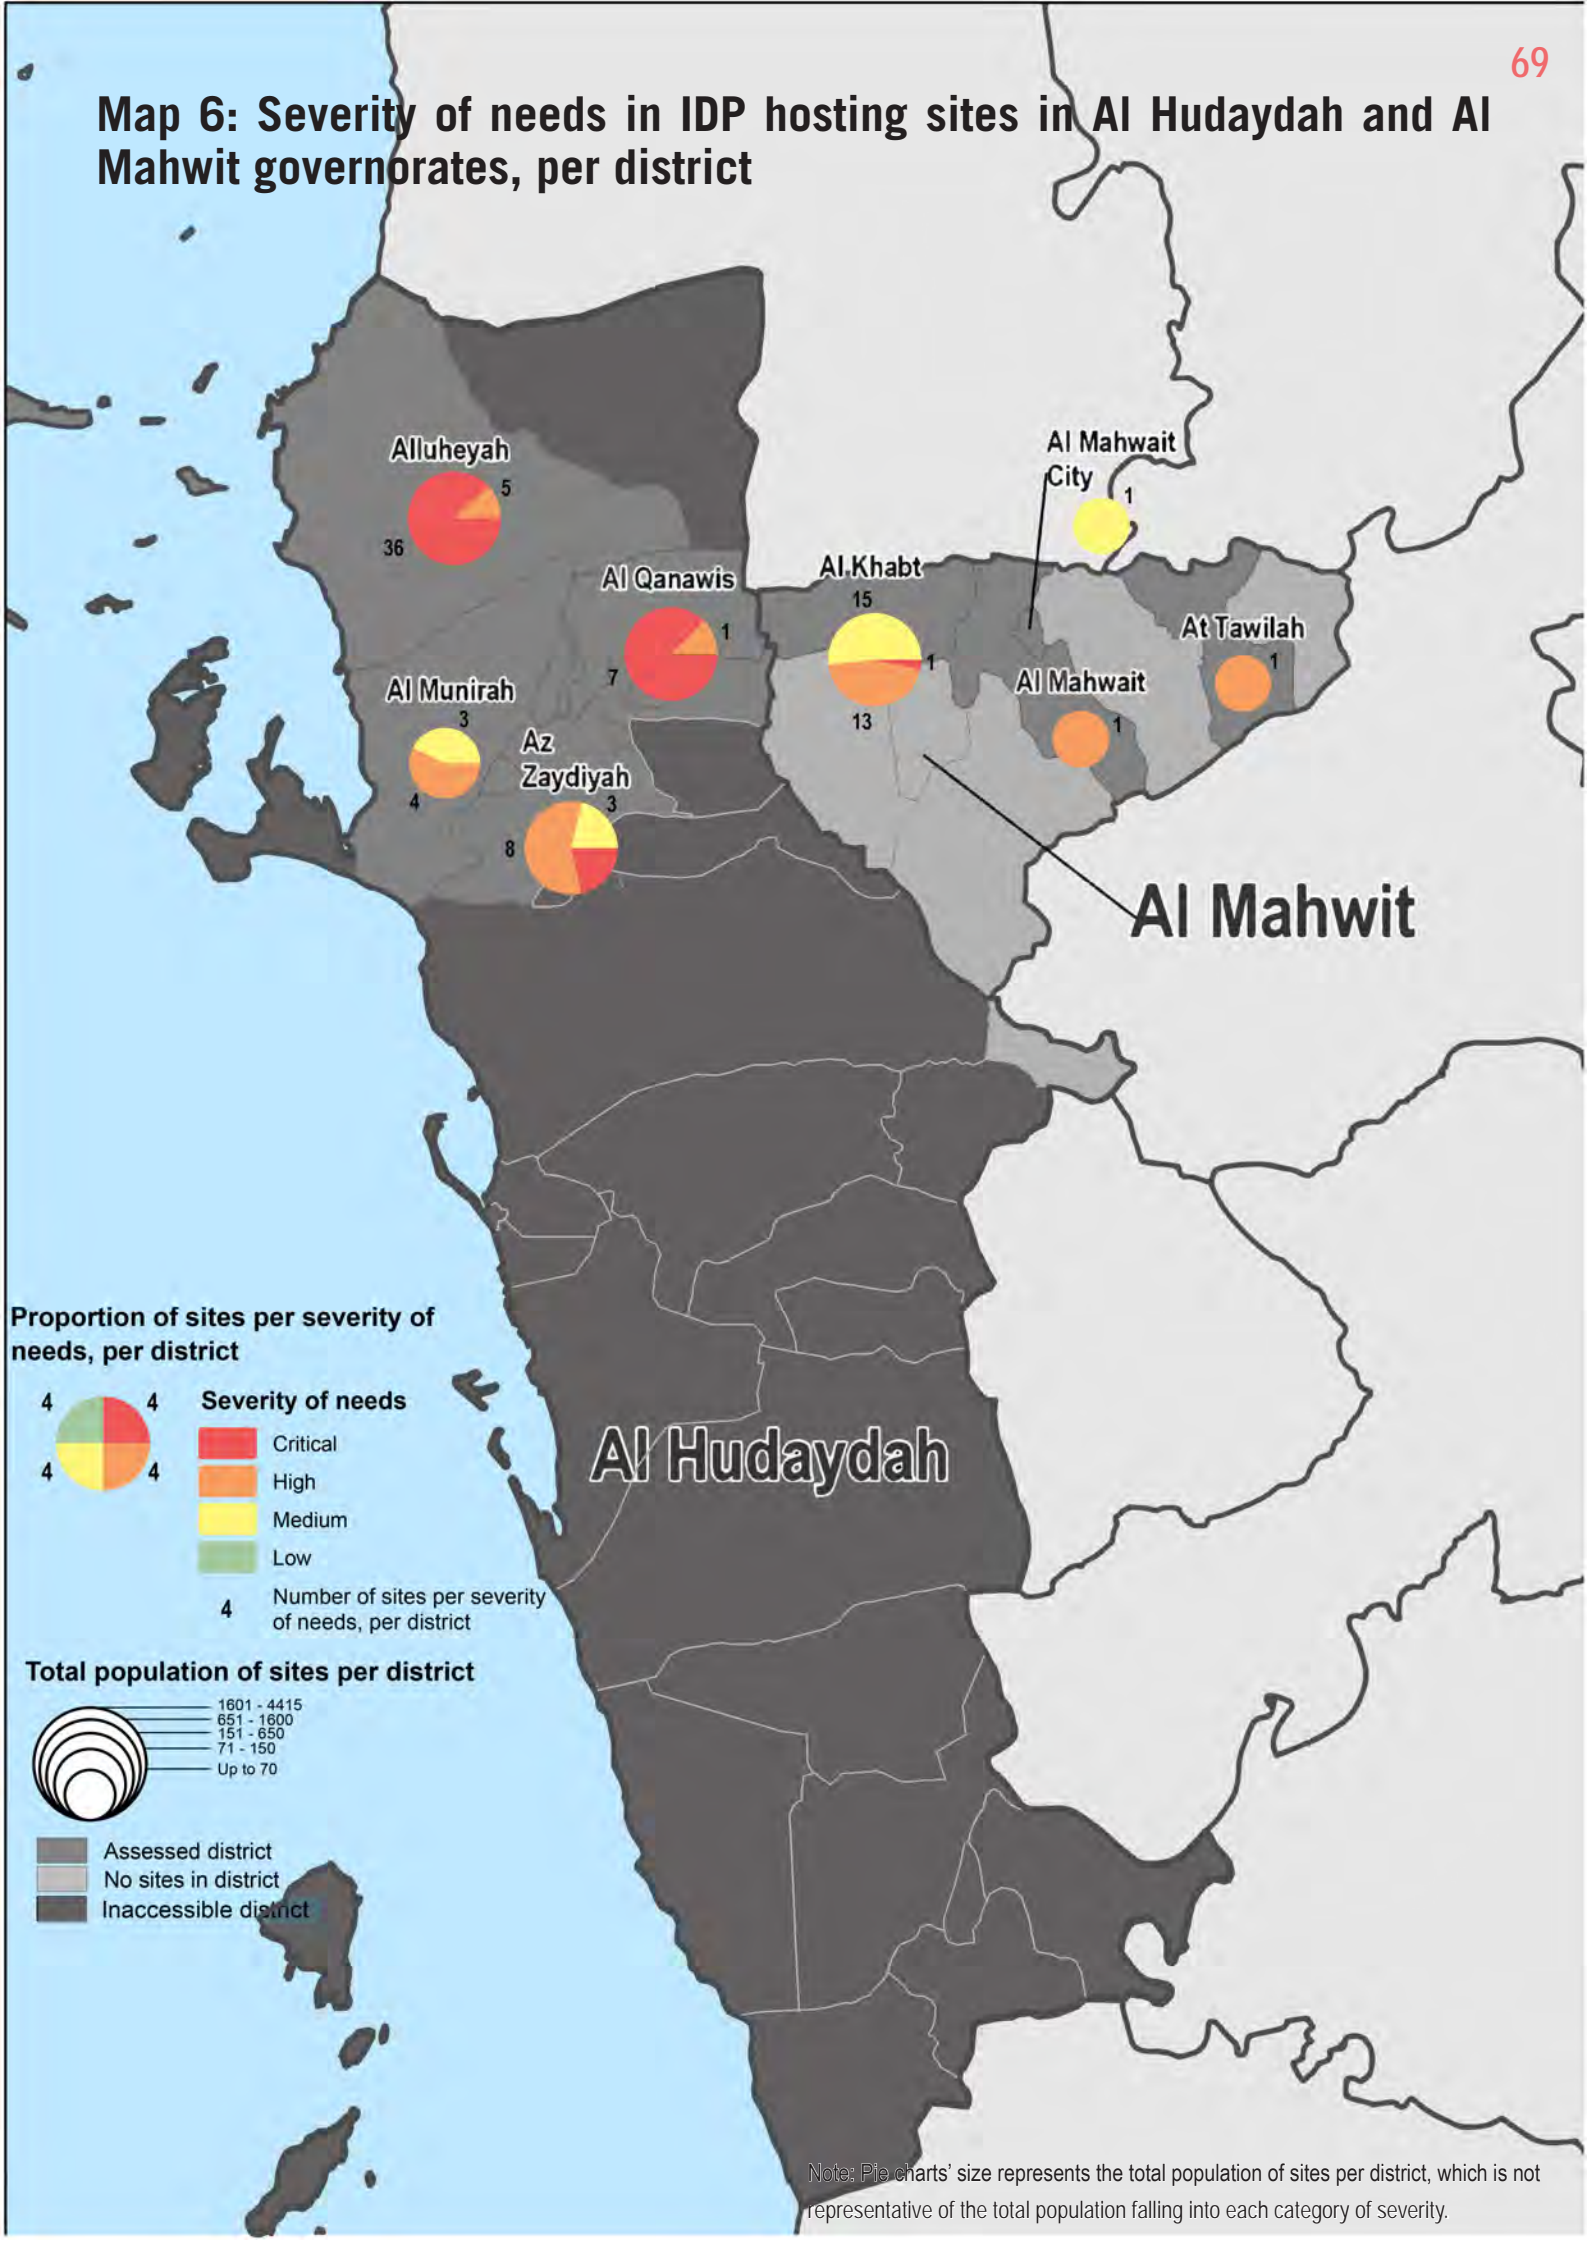 69
Map 6: Severity of needs in IDP hosting sites in Al Hudaydah and Al
Mahwit governorates, per district
Alluheyah
5
36
Al Qanawis
1
7
Al Munirah
3
4
Az
Zaydiyah
3
8
Al Khabt
15
1
13
Al Mahwait
City
1
At Tawilah
1
Al Mahwait
1
Al Mahwit
Al Hudaydah
Proportion of sites per severity of
needs, per district
4 4
4 4
Severity of needs
Critical
High
Medium
Low
4 Number of sites per severity
of needs, per district
Total population of sites per district
1601 - 4415
651 - 1600
151 - 650
71 - 150
Up to 70
Assessed district
No sites in district
Inaccessible district
Note: Pie charts’ size represents the total population of sites per district, which is not
representative of the total population falling into each category of severity.